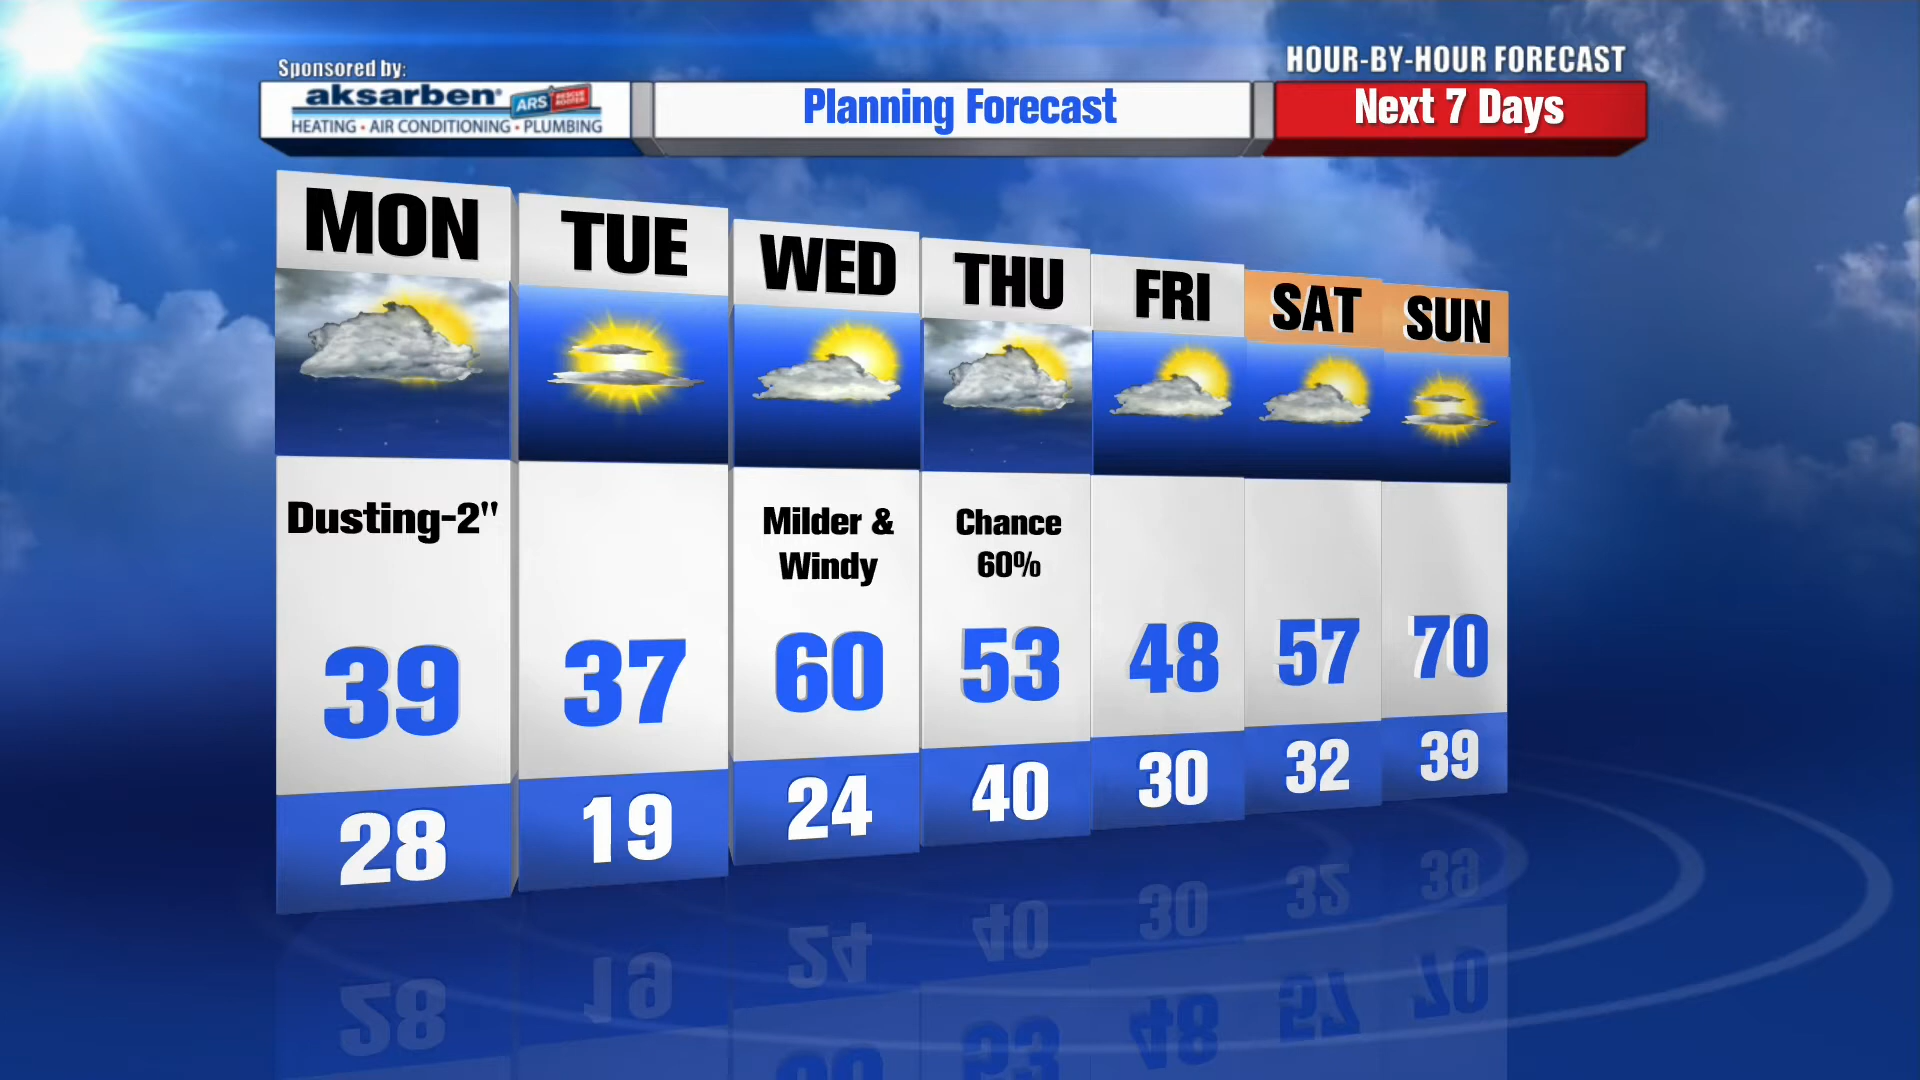 Sponsored by:
aksarben®
ARS RESCUE ROOTER
HEATING • AIR CONDITIONING • PLUMBING
Planning Forecast
HOUR-BY-HOUR FORECAST
Next 7 Days
MON
Dusting-2"
39
28
TUE
37
19
WED
Milder &
Windy
60
24
THU
Chance
60%
53
40
FRI
48
30
SAT
57
32
SUN
70
39